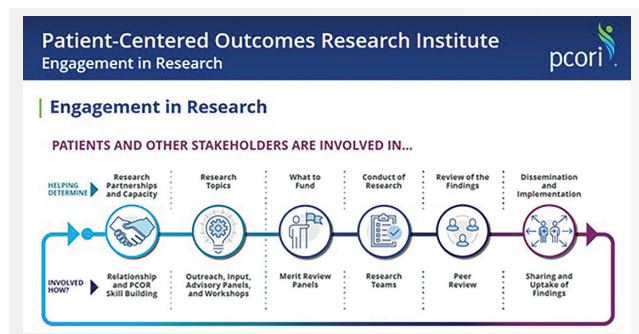 Patient-Centered Outcomes Research Institute
Engagement in Research
pcori
Engagement in Research
PATIENTS AND OTHER STAKEHOLDERS ARE INVOLVED IN...
HELPING
DETERMINE
Research
Partnerships
and Capacity
Research
Topics
What to
Fund
Conduct of
Research
Review of the
Findings
Dissemination
and
Implementation
INVOLVED
HOW?
Relationship
and PCOR
Skill Building
Outreach, Input,
Advisory Panels,
and Workshops
Merit Review
Panels
Research
Teams
Peer
Review
Sharing and
Uptake of
Findings